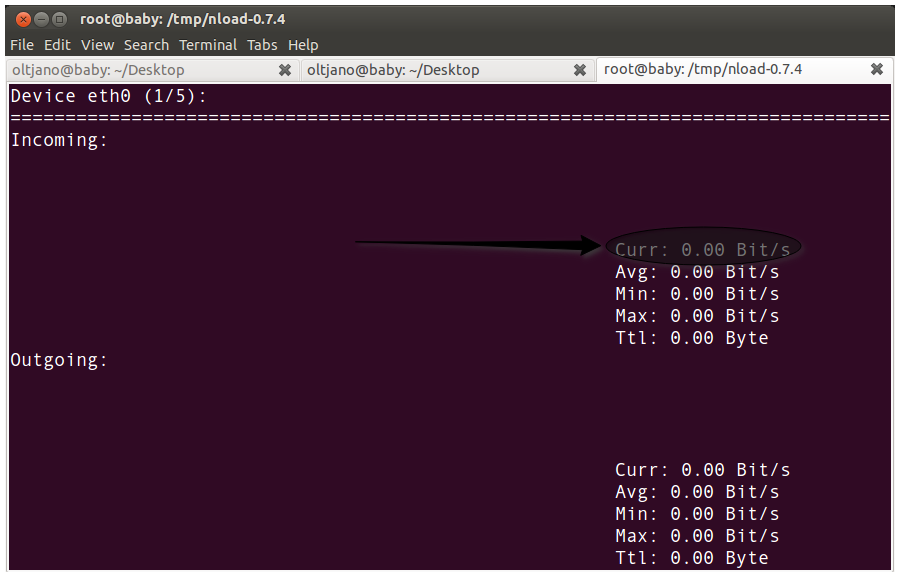 root@baby: /tmp/nload-0.7.4
File Edit View Search Terminal Tabs Help
oltjano@baby: ~/Desktop oltjano@baby: ~/Desktop root@baby: /tmp/nload-0.7.4
Device eth0 (1/5):
================================================================================
Incoming:
Curr: 0.00 Bit/s
Avg: 0.00 Bit/s
Min: 0.00 Bit/s
Max: 0.00 Bit/s
Ttl: 0.00 Byte
Outgoing:
Curr: 0.00 Bit/s
Avg: 0.00 Bit/s
Min: 0.00 Bit/s
Max: 0.00 Bit/s
Ttl: 0.00 Byte